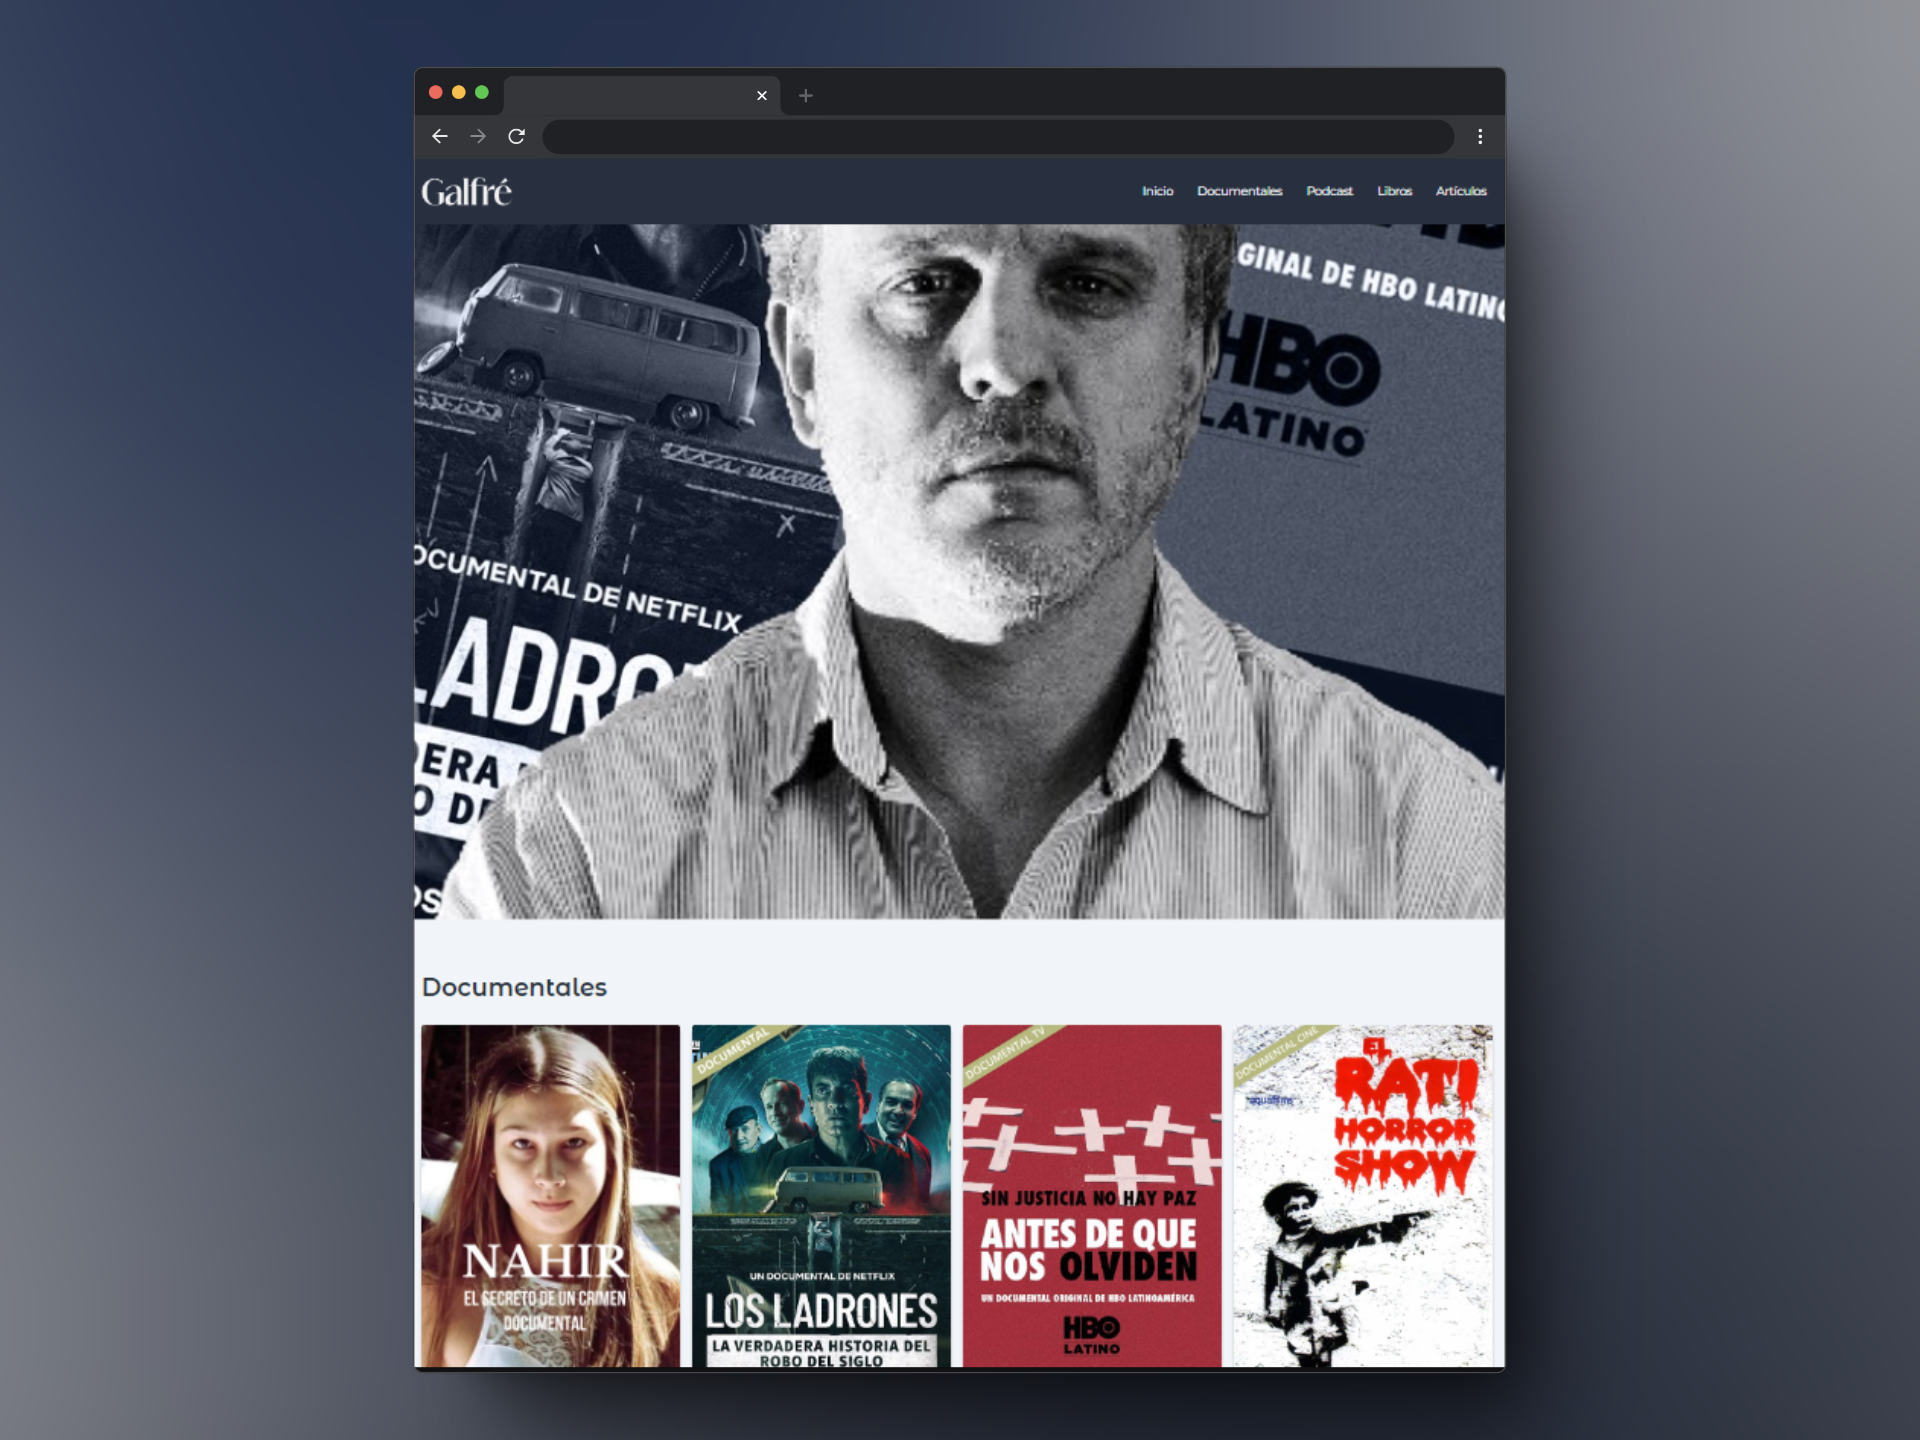 Galfré
Inicio Documentales Podcast Libros Artículos
GINAL DE HBO LATINO
HBO
LATINO
OCUMENTAL DE NETFLIX
LADRO
DERA
O DE
OS
Documentales
NAHIR
EL SECRETO DE UN CRIMEN
DOCUMENTAL
DOCUMENTAL
UN DOCUMENTAL DE NETFLIX
LOS LADRONES
LA VERDADERA HISTORIA DEL
ROBO DEL SIGLO
DOCUMENTAL TV
SIN JUSTICIA NO HAY PAZ
ANTES DE QUE
NOS OLVIDEN
UN DOCUMENTAL ORIGINAL DE HBO LATINOAMÉRICA
HBO
LATINO
DOCUMENTAL CINE
EL
RATI
HORROR
SHOW